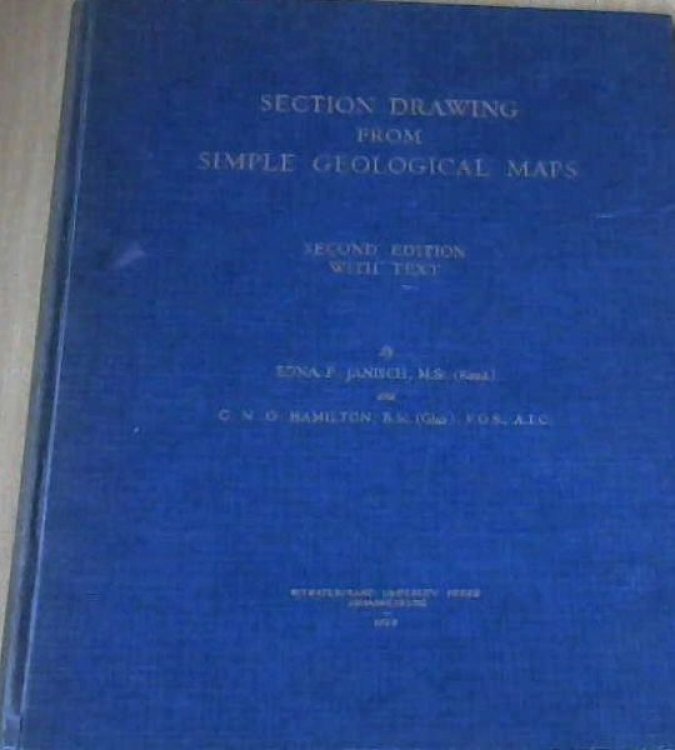 SECTION DRAWING
FROM
SIMPLE GEOLOGICAL MAPS
SECOND EDITION
WITH TEXT
By
EDNA P. JANISCH, M.Sc. (Rand.)
and
G. N. G. HAMILTON, B.Sc. (Glas.), F.G.S., A.I.C.
WITWATERSRAND UNIVERSITY PRESS
JOHANNESBURG